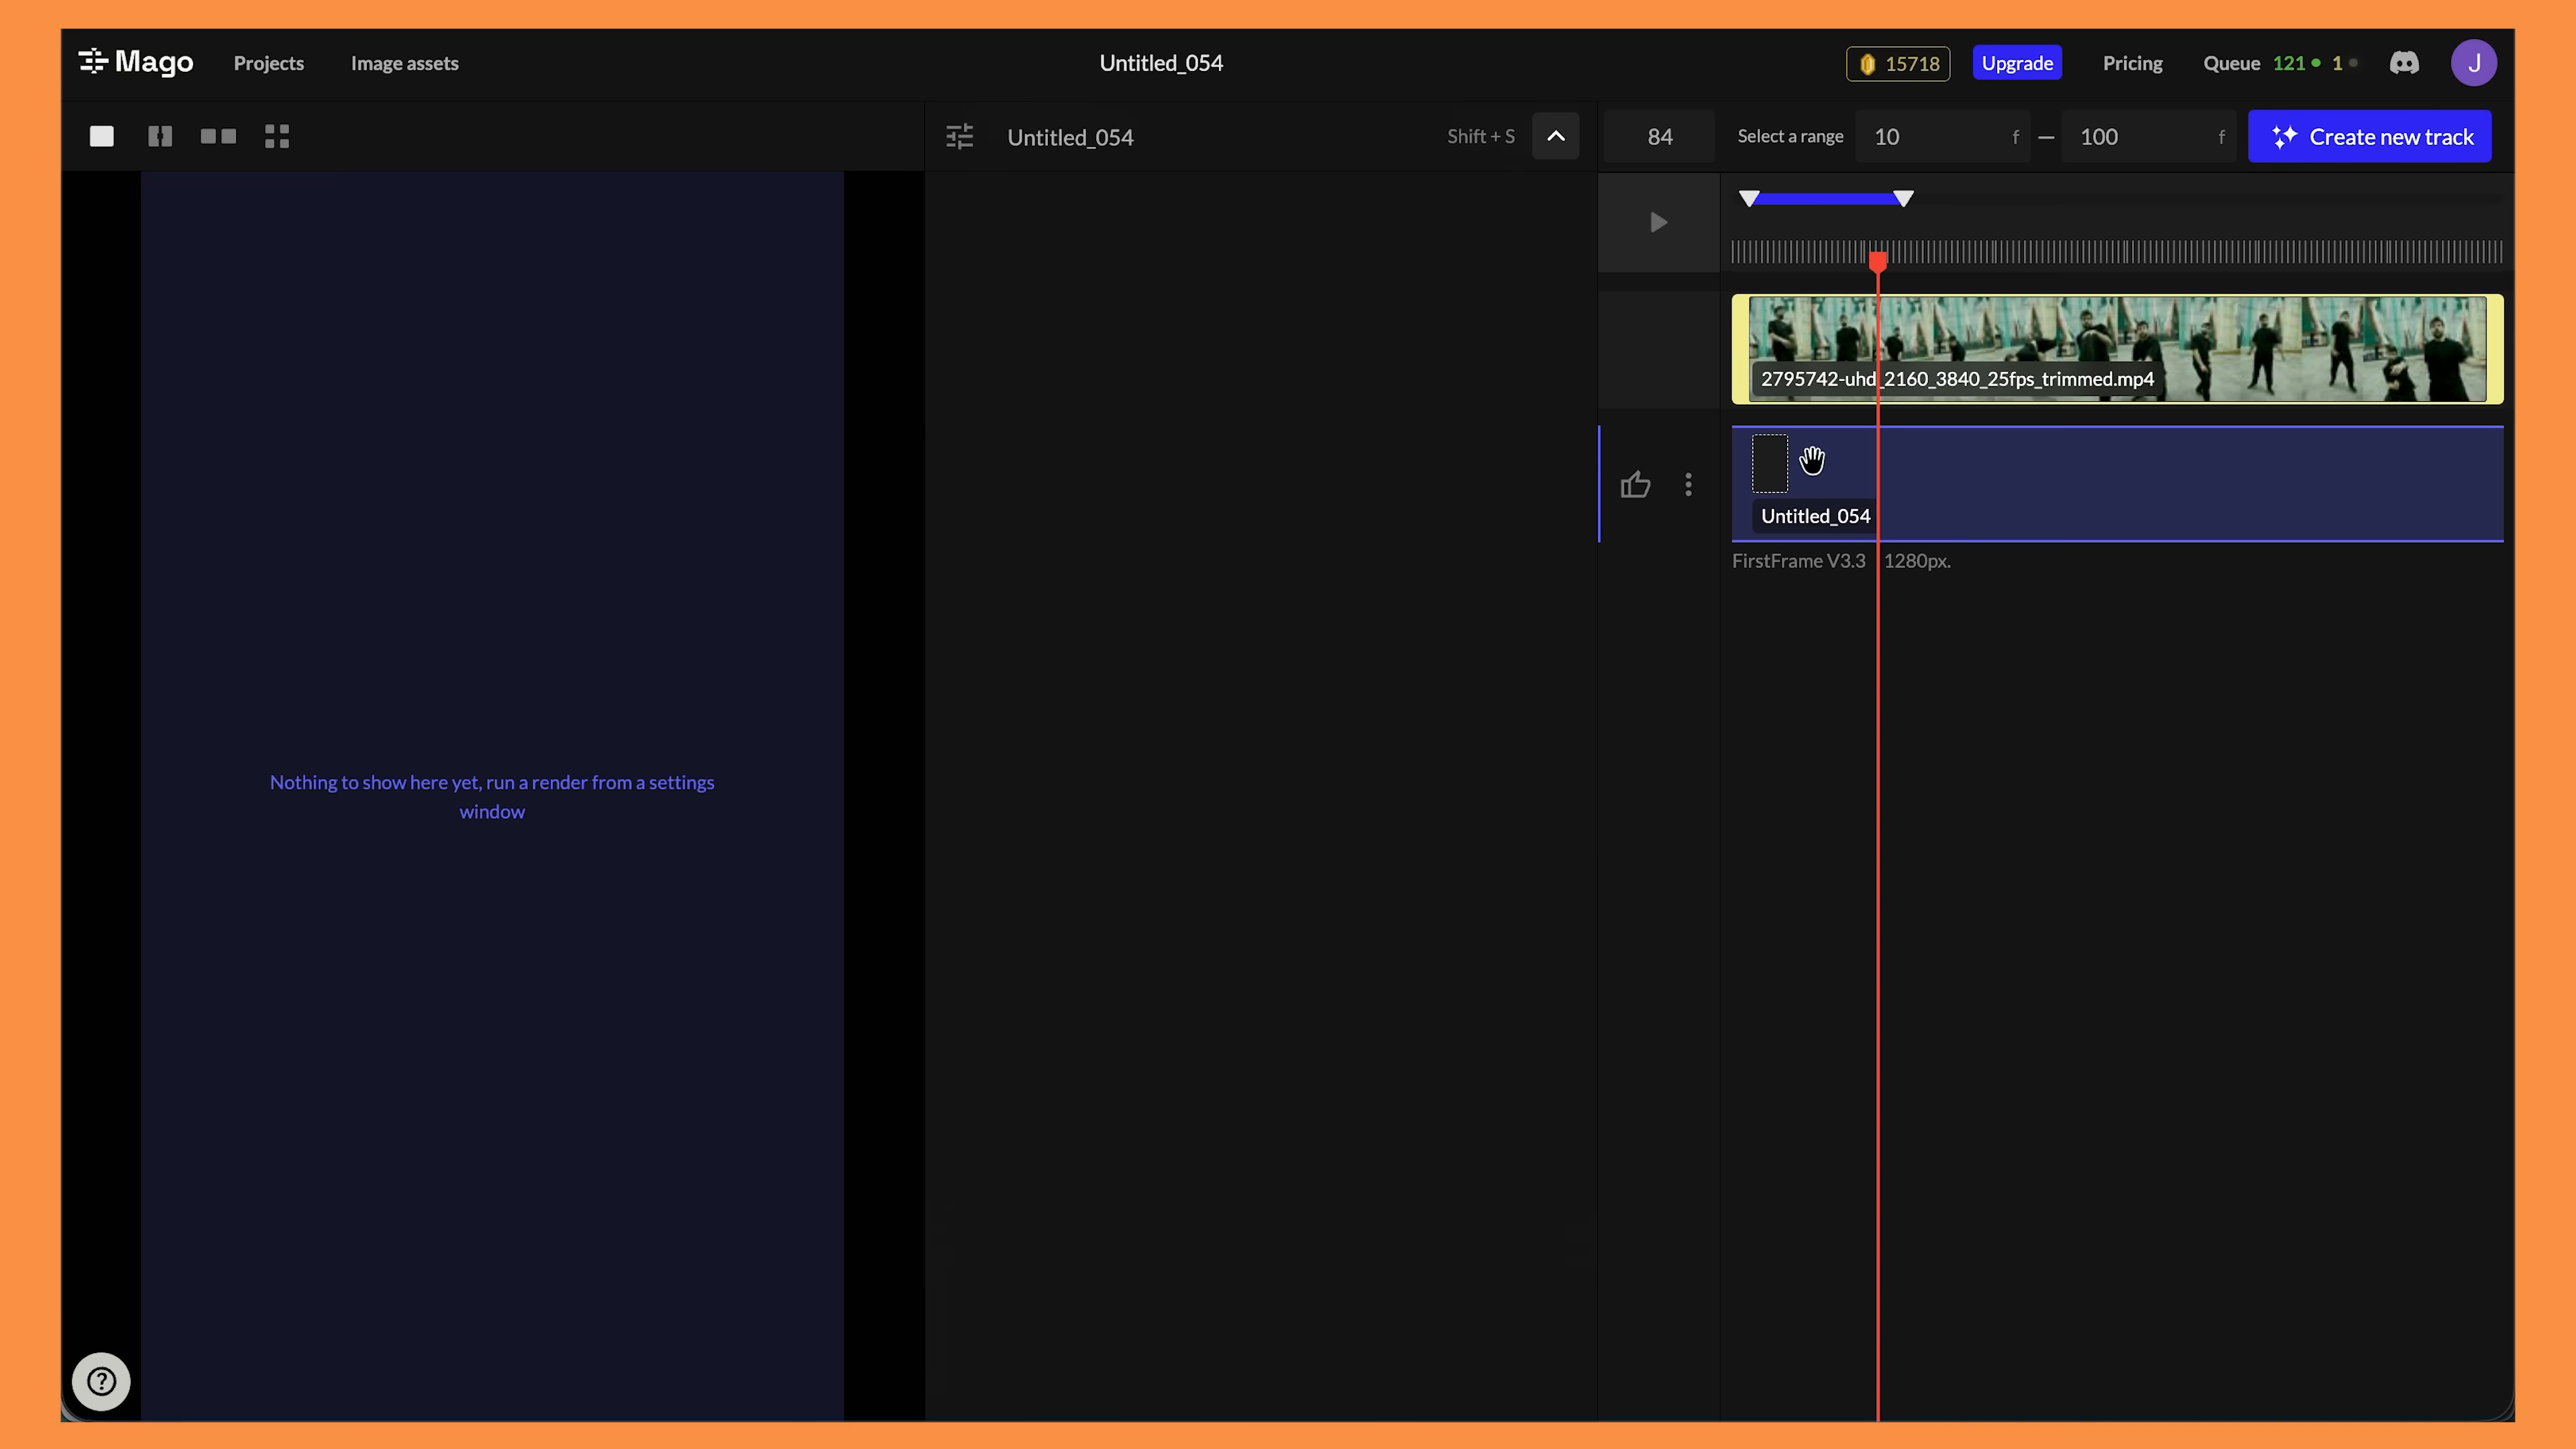 Mago Projects Image assets Untitled_054 15718 Upgrade Pricing Queue 121 1 J
Untitled_054 Shift + S 84 Select a range 10 f — 100 f Create new track
2795742-uhd_2160_3840_25fps_trimmed.mp4
Untitled_054
FirstFrame V3.3 1280px.
Nothing to show here yet, run a render from a settings
window
?